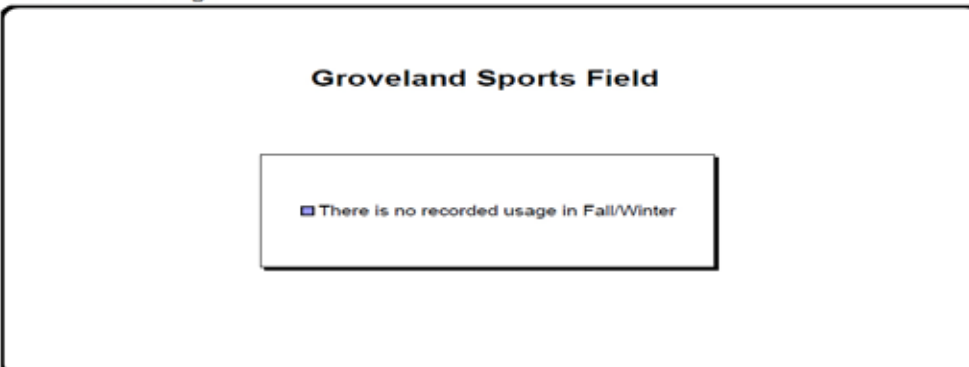 Groveland Sports Field
There is no recorded usage in Fall/Winter